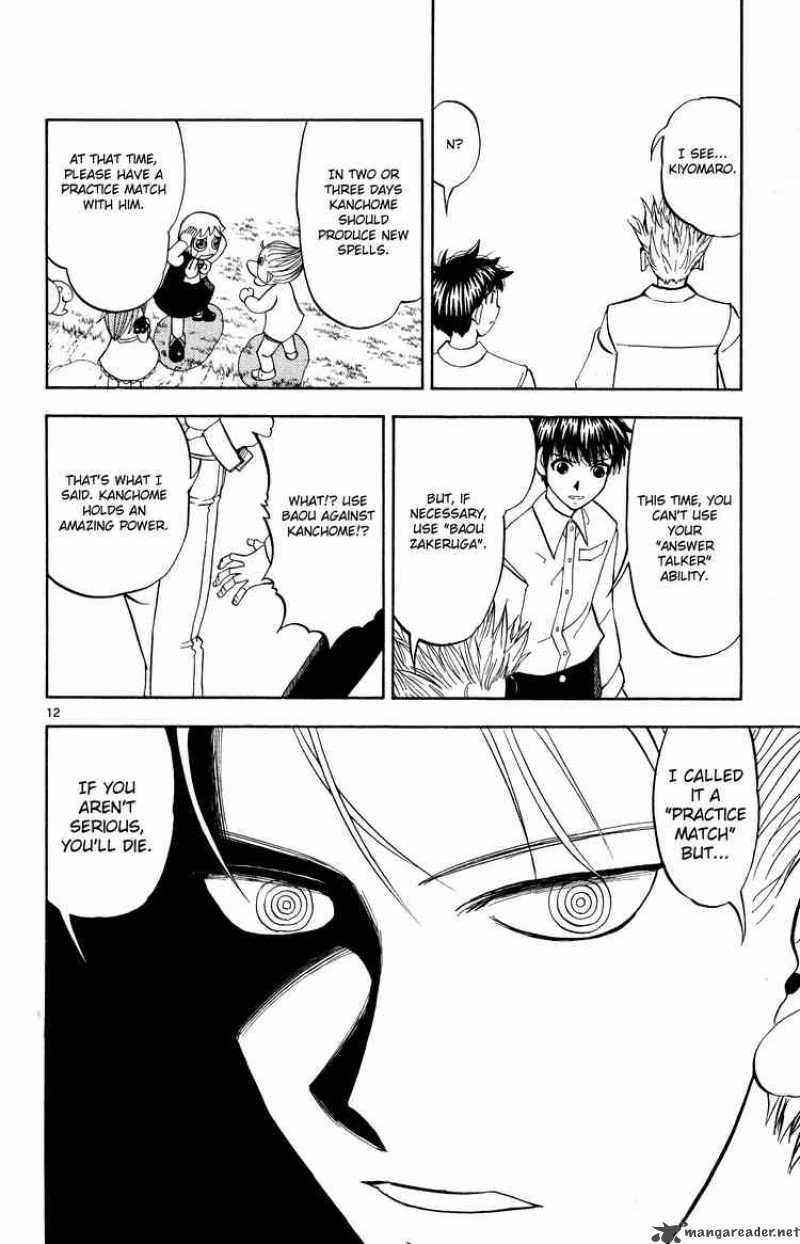 I SEE...
KIYOMARO.
N?
IN TWO OR
THREE DAYS
KANCHOME
SHOULD
PRODUCE NEW
SPELLS.
AT THAT TIME,
PLEASE HAVE A
PRACTICE MATCH
WITH HIM.
THIS TIME, YOU
CAN'T USE
YOUR
"ANSWER
TALKER"
ABILITY.
BUT, IF
NECESSARY,
USE "BAOU
ZAKERUGA".
WHAT!? USE
BAOU AGAINST
KANCHOME!?
THAT'S WHAT I
SAID. KANCHOME
HOLDS AN
AMAZING POWER.
12
I CALLED
IT A
"PRACTICE
MATCH"
BUT...
IF YOU
AREN'T
SERIOUS,
YOU'LL DIE.
mangareader.net